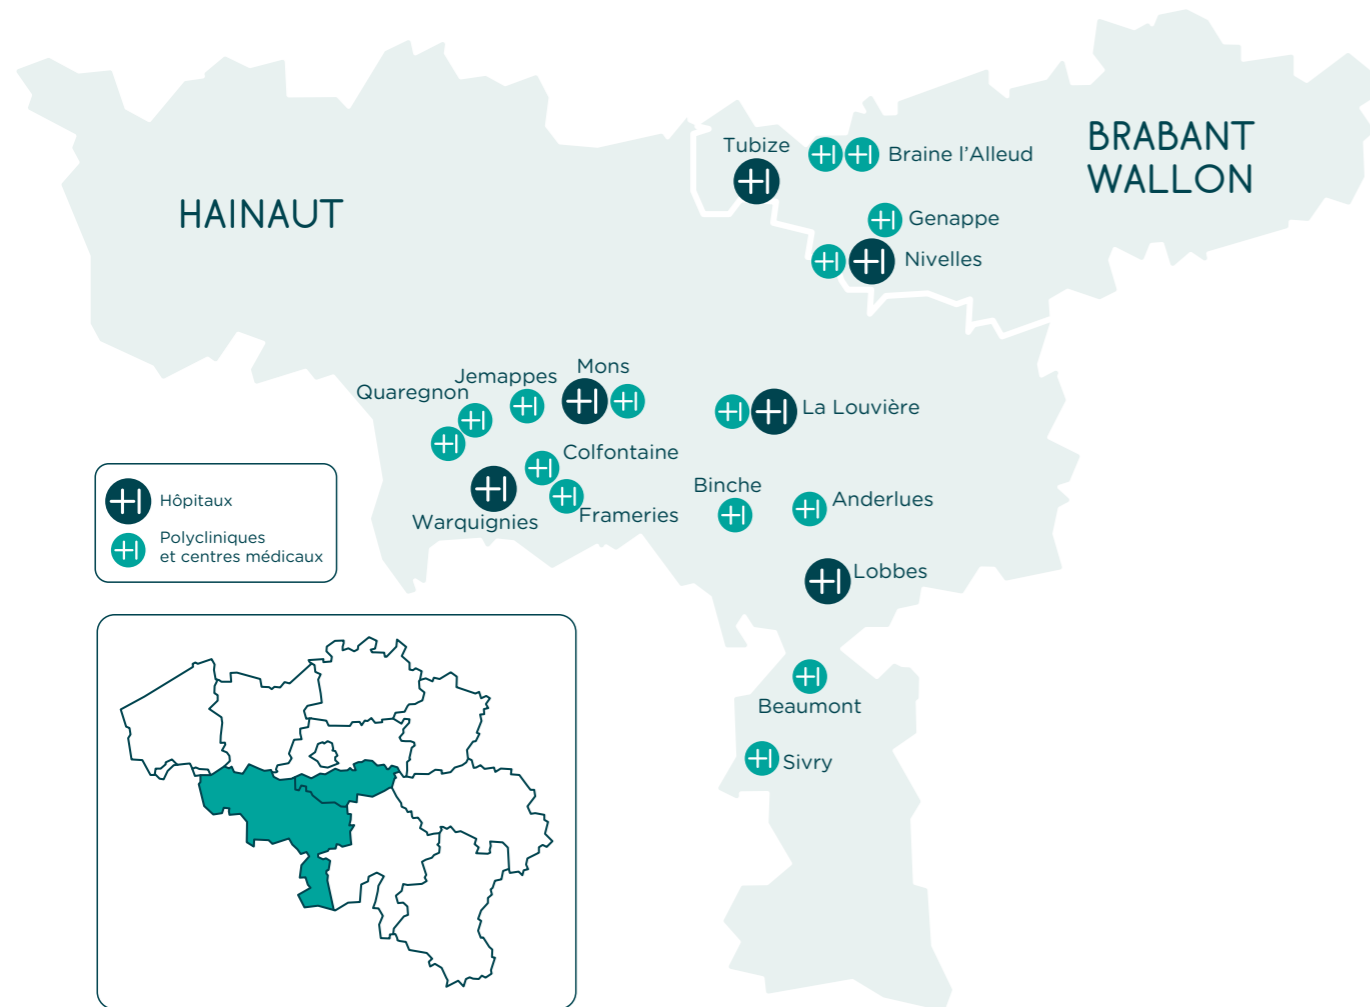 BRABANT
WALLON
Tubize
Braine l'Alleud
HAINAUT
Genappe
Nivelles
Mons
Jemappes
Quaregnon
La Louvière
Colfontaine
Binche
Anderlues
Warquignies
Frameries
Hôpitaux
Polycliniques
et centres médicaux
Lobbes
Beaumont
Sivry